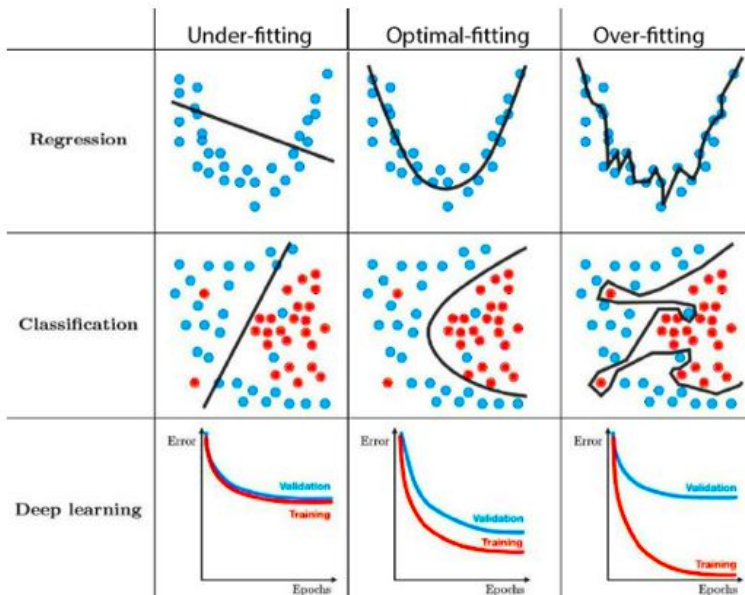 Under-fitting Optimal-fitting Over-fitting
Regression
Classification
Deep learning
Error
Validation
Training
Epochs
Error
Validation
Training
Epochs
Error
Validation
Training
Epochs